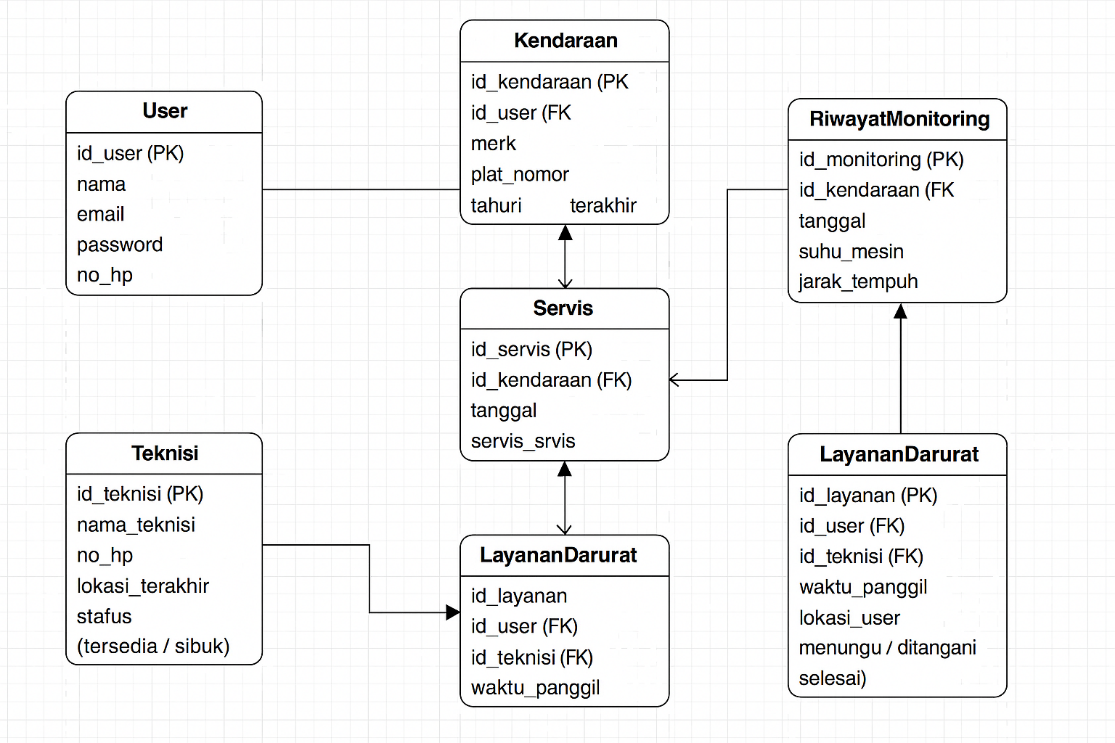 User
id_user (PK)
nama
email
password
no_hp
Kendaraan
id_kendaraan (PK
id_user (FK
merk
plat_nomor
tahuri terakhir
RiwayatMonitoring
id_monitoring (PK)
id_kendaraan (FK
tanggal
suhu_mesin
jarak_tempuh
Servis
id_servis (PK)
id_kendaraan (FK)
tanggal
servis_srvis
Teknisi
id_teknisi (PK)
nama_teknisi
no_hp
lokasi_terakhir
stafus
(tersedia / sibuk)
LayananDarurat
id_layanan
id_user (FK)
id_teknisi (FK)
waktu_panggil
LayananDarurat
id_layanan (PK)
id_user (FK)
id_teknisi (FK)
waktu_panggil
lokasi_user
menungu / ditangani
selesai)